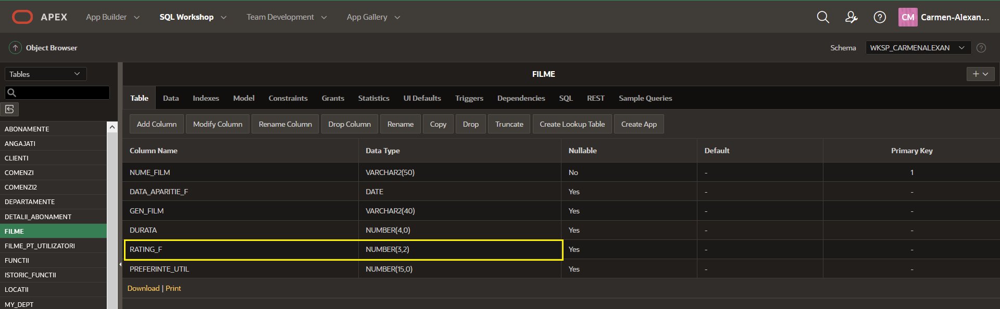 APEX App Builder SQL Workshop Team Development App Gallery CM Carmen-Alexan...
Object Browser Schema WKSP_CARMENALEXAN
Tables
ABONAMENTE
ANGAJATI
CLIENTI
COMENZI
COMENZI2
DEPARTAMENTE
DETALII_ABONAMENT
FILME
FILME_PT_UTILIZATORI
FUNCTII
ISTORIC_FUNCTII
LOCATII
MY_DEPT
FILME
Table Data Indexes Model Constraints Grants Statistics UI Defaults Triggers Dependencies SQL REST Sample Queries
Add Column Modify Column Rename Column Drop Column Rename Copy Drop Truncate Create Lookup Table Create App
Column Name Data Type Nullable Default Primary Key
NUME_FILM VARCHAR2(50) No - 1
DATA_APARITIE_F DATE Yes - -
GEN_FILM VARCHAR2(40) Yes - -
DURATA NUMBER(4,0) Yes - -
RATING_F NUMBER(3,2) Yes - -
PREFERINTE_UTIL NUMBER(15,0) Yes - -
Download | Print